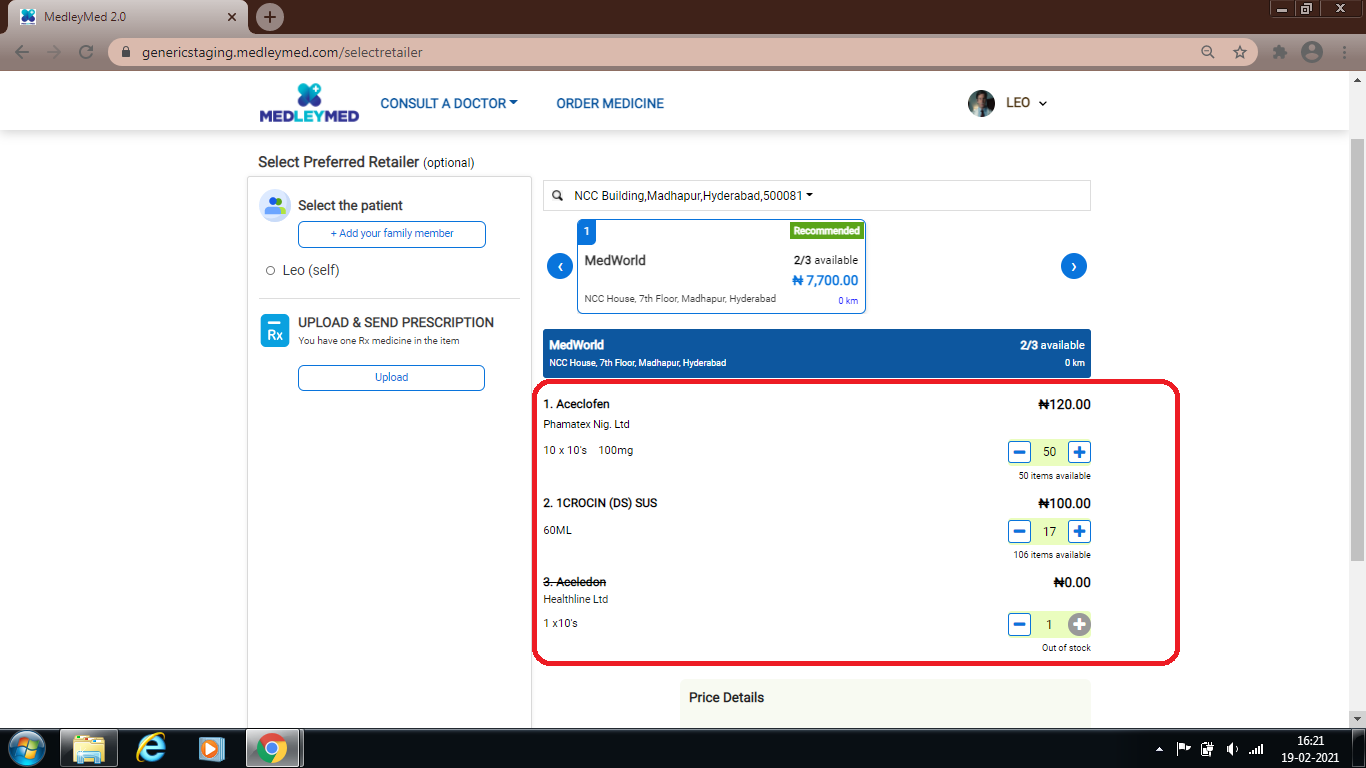 MedleyMed 2.0
genericstaging.medleymed.com/selectretailer
MEDLEYMED
CONSULT A DOCTOR
ORDER MEDICINE
LEO
Select Preferred Retailer (optional)
Select the patient
+ Add your family member
Leo (self)
UPLOAD & SEND PRESCRIPTION
Rx
You have one Rx medicine in the item
Upload
NCC Building,Madhapur,Hyderabad,500081
1
Recommended
MedWorld
2/3 available
₦ 7,700.00
NCC House, 7th Floor, Madhapur, Hyderabad
0 km
MedWorld
2/3 available
NCC House, 7th Floor, Madhapur, Hyderabad
0 km
1. Aceclofen
₦120.00
Phamatex Nig. Ltd
10 x 10's 100mg
50
50 items available
2. 1CROCIN (DS) SUS
₦100.00
60ML
17
106 items available
3. Aceledon
₦0.00
Healthline Ltd
1 x10's
1
Out of stock
Price Details
16:21
19-02-2021